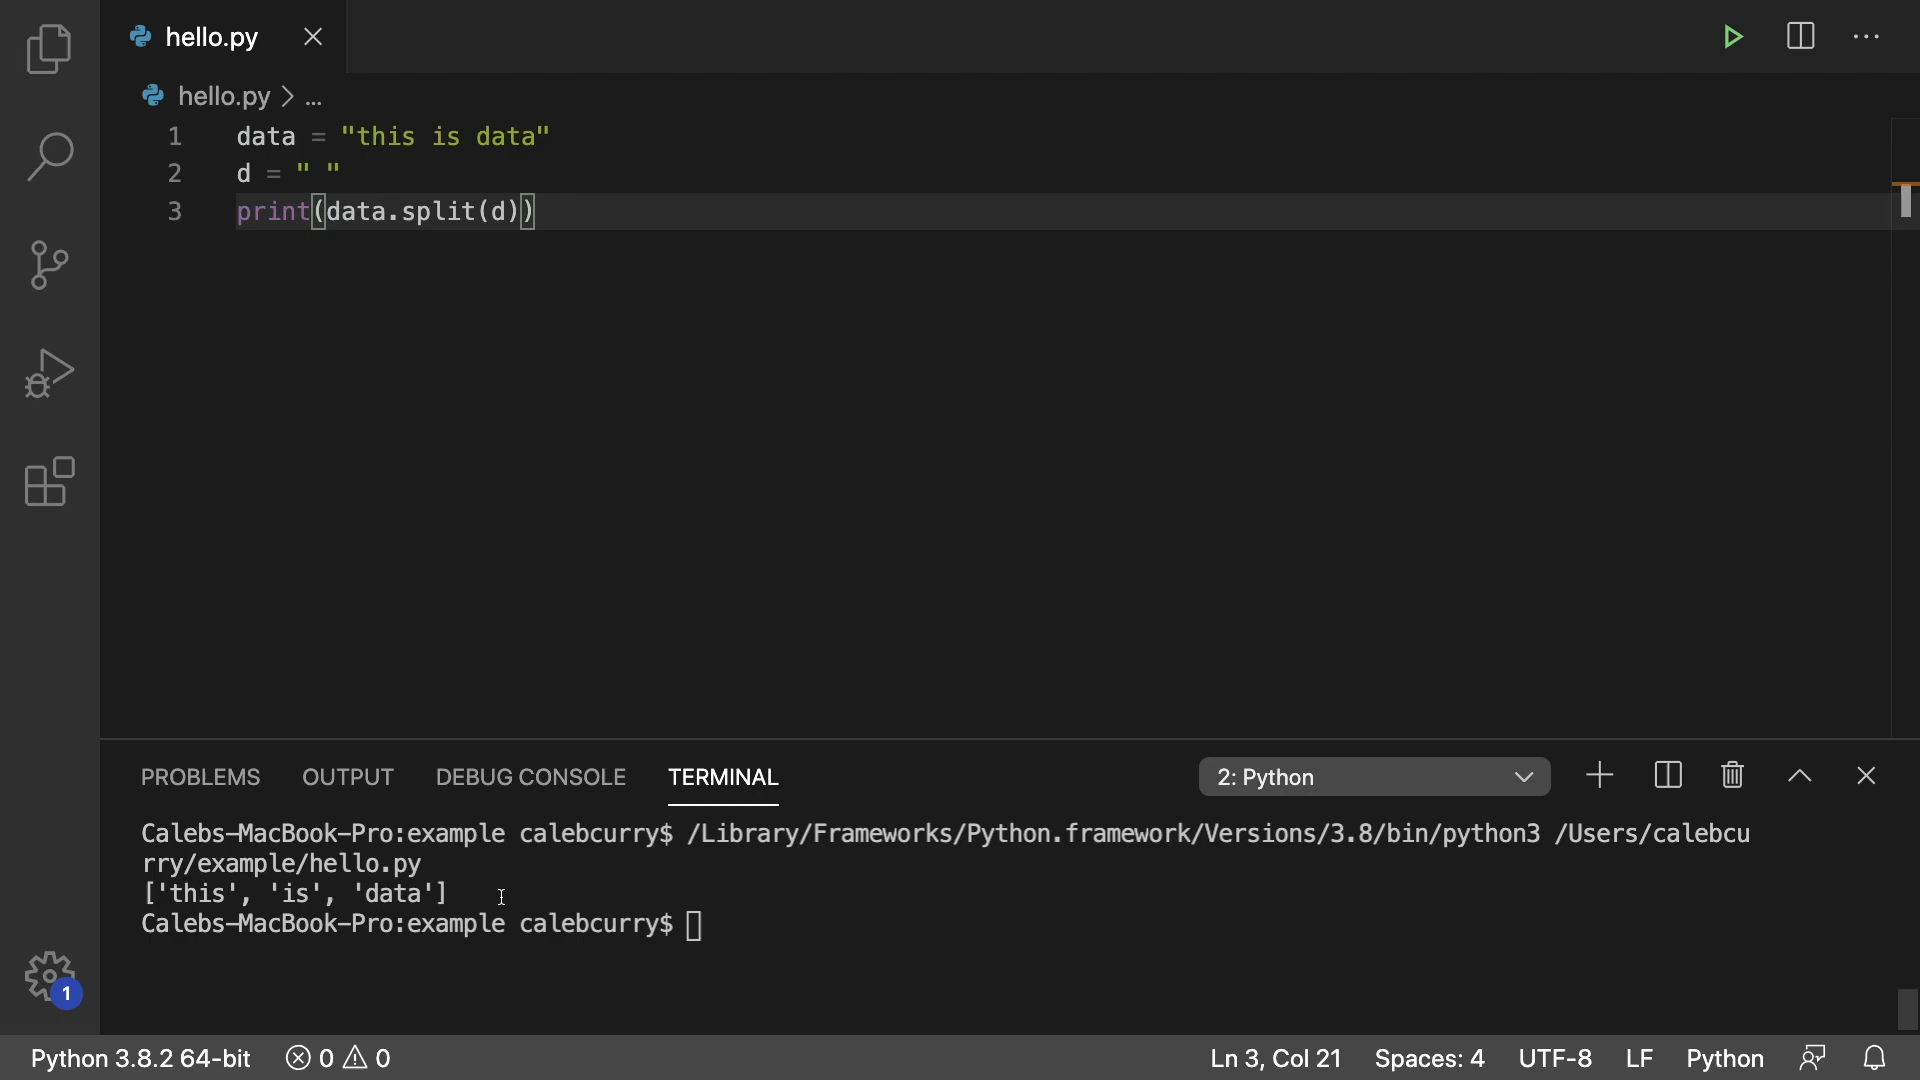 hello.py
hello.py > ...
1 data = "this is data"
2 d = " "
3 print(data.split(d))
PROBLEMS OUTPUT DEBUG CONSOLE TERMINAL 2: Python
Calebs-MacBook-Pro:example calebcurry$ /Library/Frameworks/Python.framework/Versions/3.8/bin/python3 /Users/calebcu
rry/example/hello.py
['this', 'is', 'data']
Calebs-MacBook-Pro:example calebcurry$
1
Python 3.8.2 64-bit 0 0 Ln 3, Col 21 Spaces: 4 UTF-8 LF Python